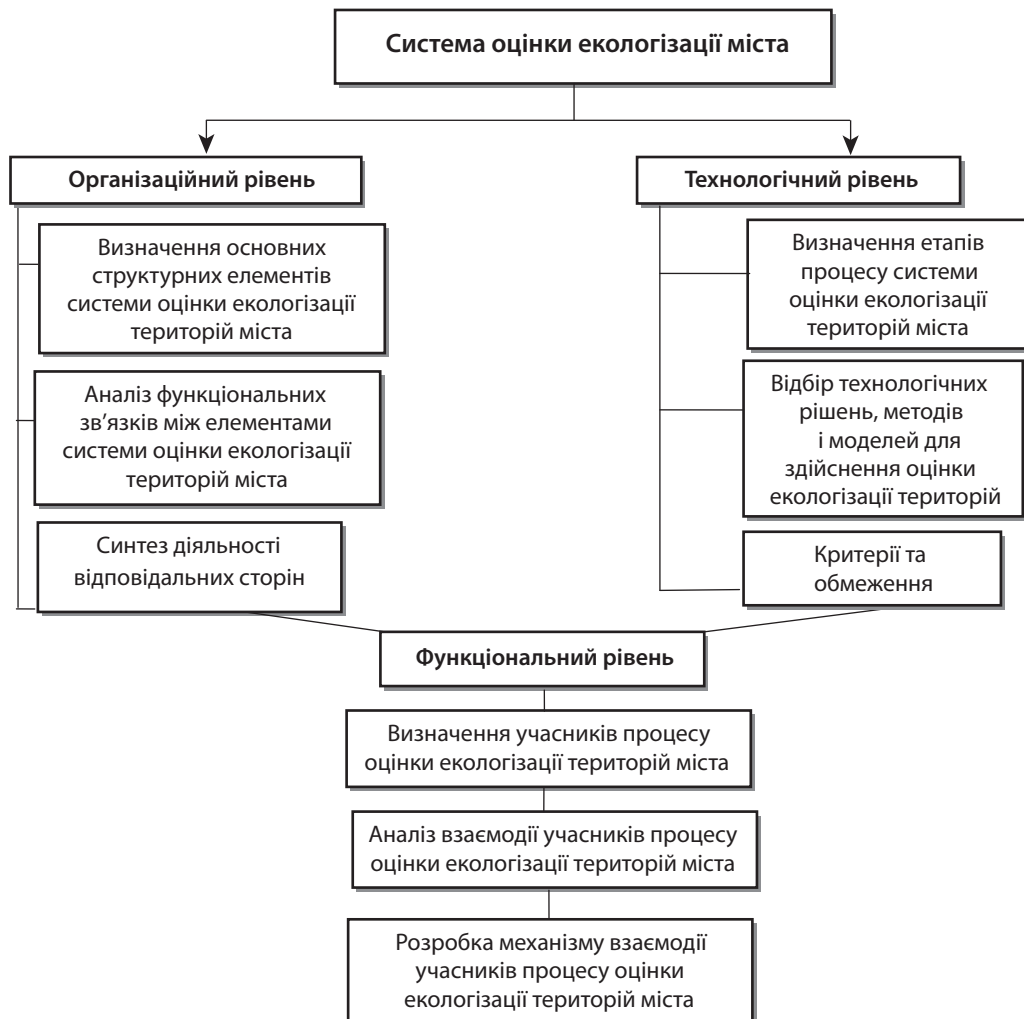 Система оцінки екологізації міста
Організаційний рівень
Визначення основних
структурних елементів
системи оцінки екологізації
територій міста
Аналіз функціональних
зв’язків між елементами
системи оцінки екологізації
територій міста
Синтез діяльності
відповідальних сторін
Технологічний рівень
Визначення етапів
процесу системи
оцінки екологізації
територій міста
Відбір технологічних
рішень, методів
і моделей для
здійснення оцінки
екологізації територій
Критерії та
обмеження
Функціональний рівень
Визначення учасників процесу
оцінки екологізації територій міста
Аналіз взаємодії учасників процесу
оцінки екологізації територій міста
Розробка механізму взаємодії
учасників процесу оцінки
екологізації територій міста